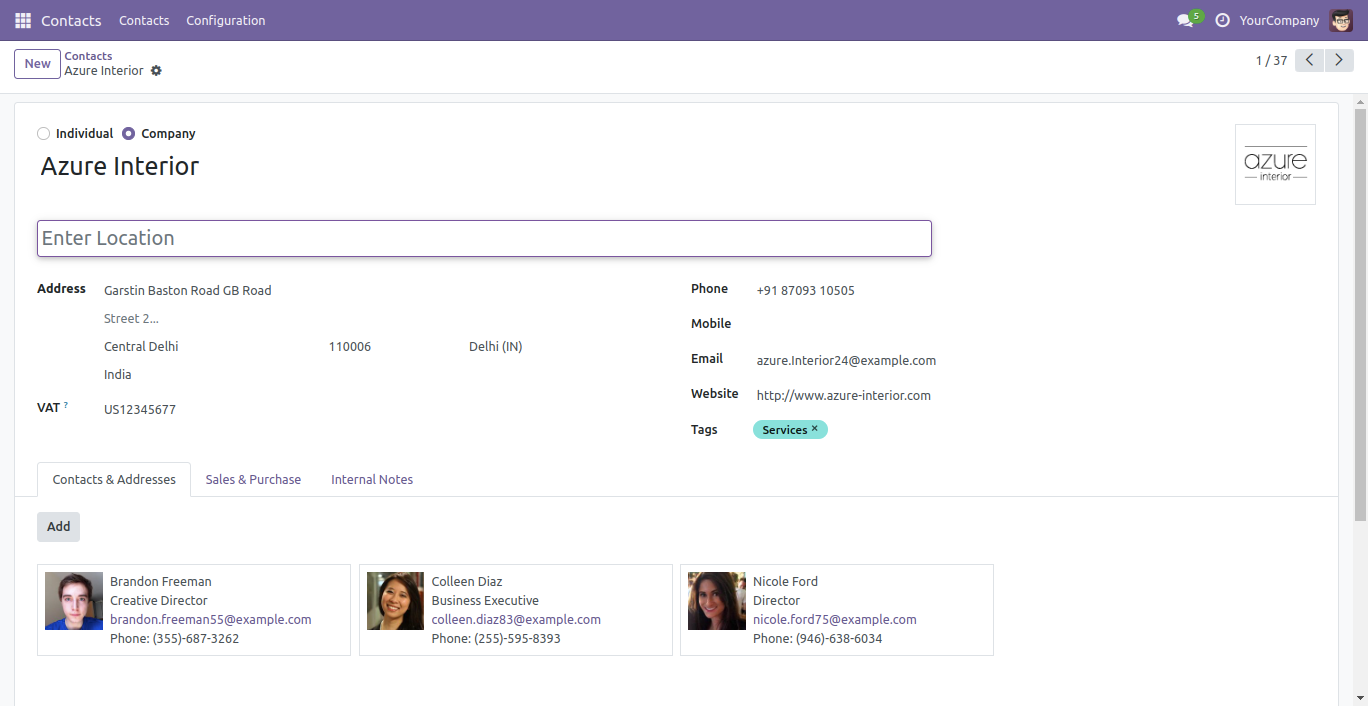 Contacts Contacts Configuration 5 YourCompany
New Contacts 1 / 37
Azure Interior
Individual Company
Azure Interior
azure
interior
Enter Location
Address Garstin Baston Road GB Road Phone +91 87093 10505
Street 2...
Mobile
Central Delhi 110006 Delhi (IN)
Email azure.Interior24@example.com
India
Website http://www.azure-interior.com
VAT ? US12345677
Tags Services ×
Contacts & Addresses Sales & Purchase Internal Notes
Add
Brandon Freeman
Creative Director
brandon.freeman55@example.com
Phone: (355)-687-3262
Colleen Diaz
Business Executive
colleen.diaz83@example.com
Phone: (255)-595-8393
Nicole Ford
Director
nicole.ford75@example.com
Phone: (946)-638-6034